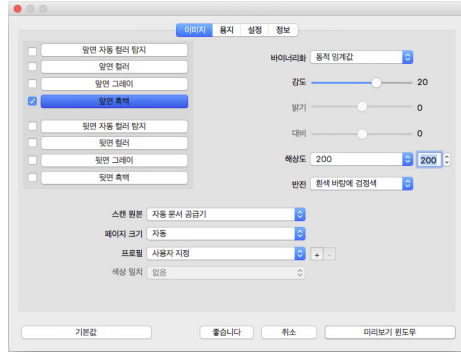 이미지 용지 설정 정보
앞면 자동 컬러 탐지
앞면 컬러
앞면 그레이
앞면 흑백
뒷면 자동 컬러 탐지
뒷면 컬러
뒷면 그레이
뒷면 흑백
바이너리화 동적 임계값
감도 20
밝기 0
대비 0
해상도 200 200
반전 흰색 바탕에 검정색
스캔 원본 자동 문서 공급기
페이지 크기 자동
프로필 사용자 지정 + -
색상 일치 없음
기본값 좋습니다 취소 미리보기 윈도우